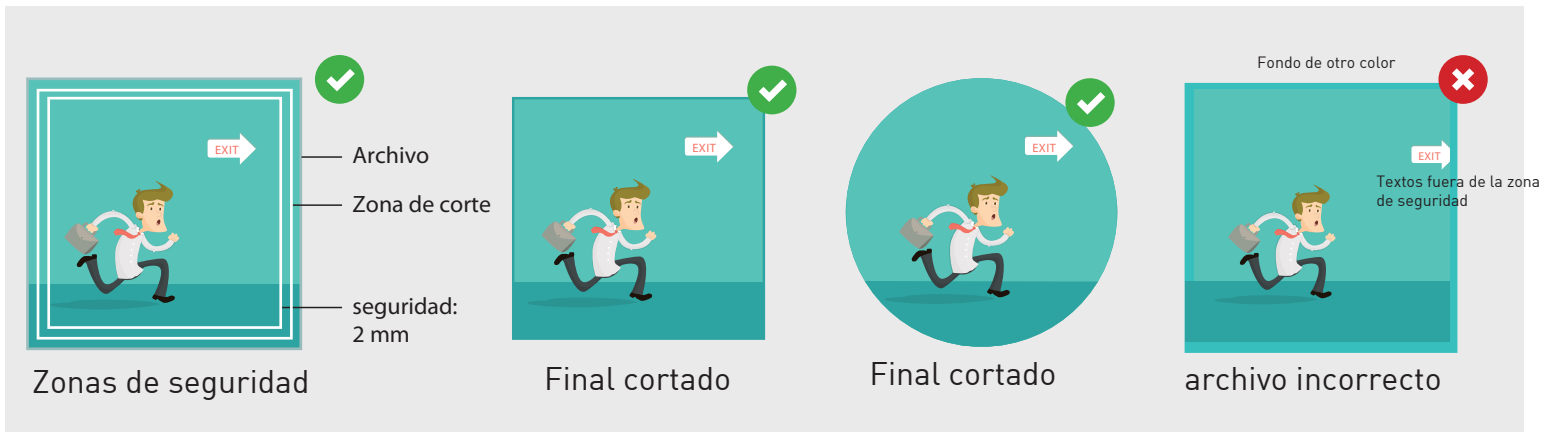 EXIT
Archivo
Zona de corte
seguridad:
2 mm
Zonas de seguridad
EXIT
Final cortado
EXIT
Final cortado
Fondo de otro color
EXIT
Textos fuera de la zona
de seguridad
archivo incorrecto